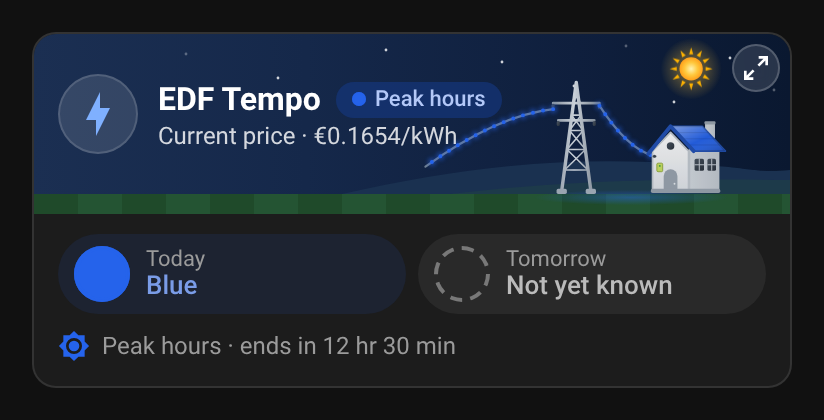 EDF Tempo
Peak hours
Current price · €0.1654/kWh
Today
Blue
Tomorrow
Not yet known
Peak hours · ends in 12 hr 30 min